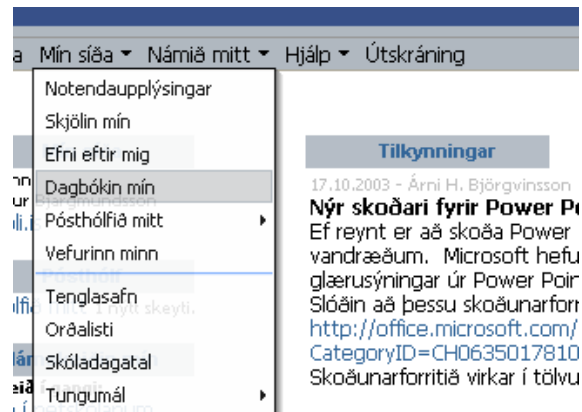 Mín síða Námið mitt Hjálp Útskráning
Notendaupplýsingar
Skjölin mín
Efni eftir mig
Dagbókin mín
Pósthólfið mitt
Vefurinn minn
Tenglasafn
Orðalisti
Skóladagatal
Tungumál
Tilkynningar
17.10.2003 - Árni H. Björgvinsson
Nýr skoðari fyrir Power Po
Ef reynt er að skoða Power
vandræðum. Microsoft hefu
glærusýningar úr Power Poin
Slóðin að þessu skoðunarforr
http://office.microsoft.com/
CategoryID=CH0635017810
Skoðunarforritið virkar í tölvu